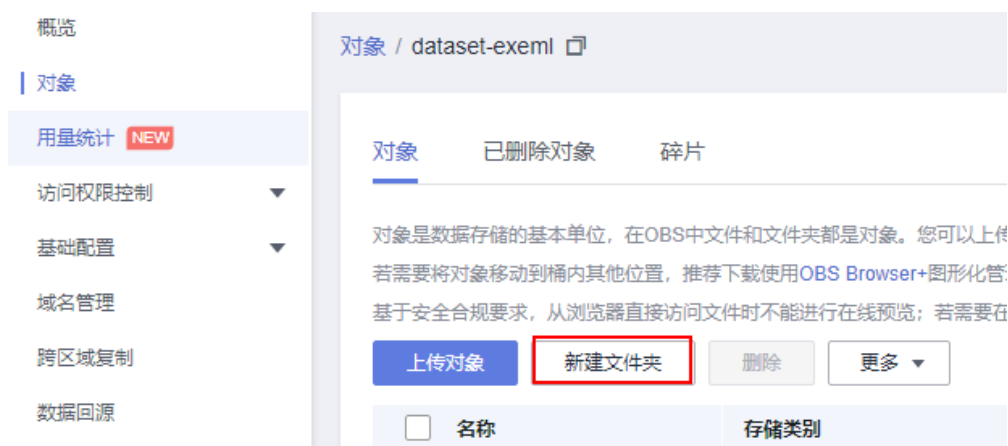 概览
对象
用量统计 NEW
访问权限控制
基础配置
域名管理
跨区域复制
数据回源
对象 / dataset-exeml
对象 已删除对象 碎片
对象是数据存储的基本单位，在OBS中文件和文件夹都是对象。您可以上传
若需要将对象移动到桶内其他位置，推荐下载使用OBS Browser+图形化管理
基于安全合规要求，从浏览器直接访问文件时不能进行在线预览；若需要在
上传对象 新建文件夹 删除 更多
名称 存储类别